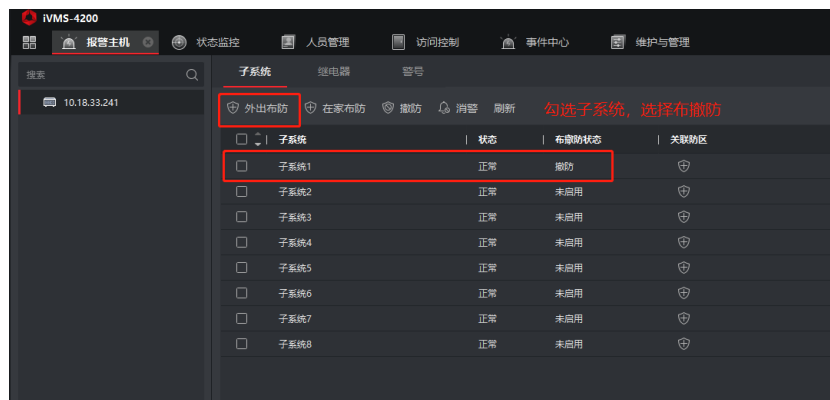 iVMS-4200
报警主机 状态监控 人员管理 访问控制 事件中心 维护与管理
搜索 子系统 继电器 警号
10.18.33.241 外出布防 在家布防 撤防 消警 刷新 勾选子系统，选择布撤防
子系统 状态 布撤防状态 关联防区
子系统1 正常 撤防
子系统2 正常 未启用
子系统3 正常 未启用
子系统4 正常 未启用
子系统5 正常 未启用
子系统6 正常 未启用
子系统7 正常 未启用
子系统8 正常 未启用